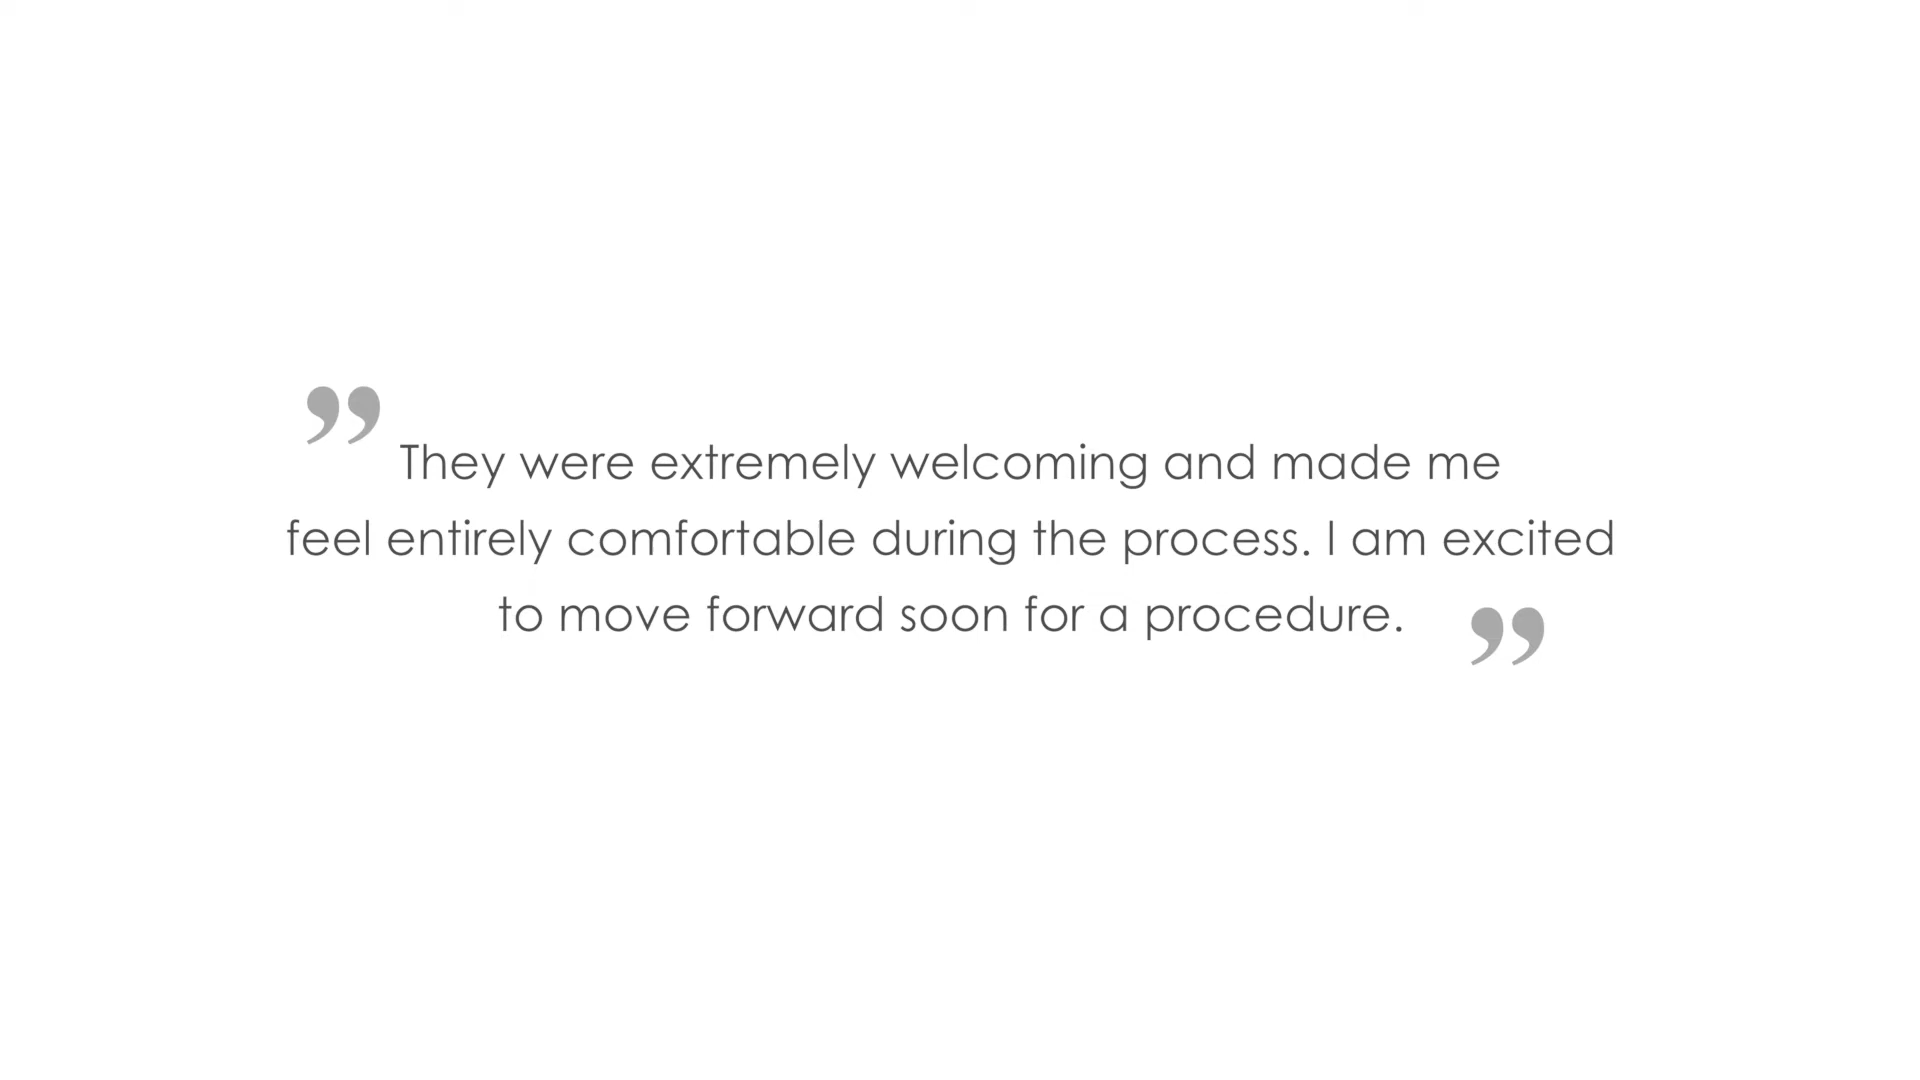 ”They were extremely welcoming and made me
feel entirely comfortable during the process. I am excited
to move forward soon for a procedure.”